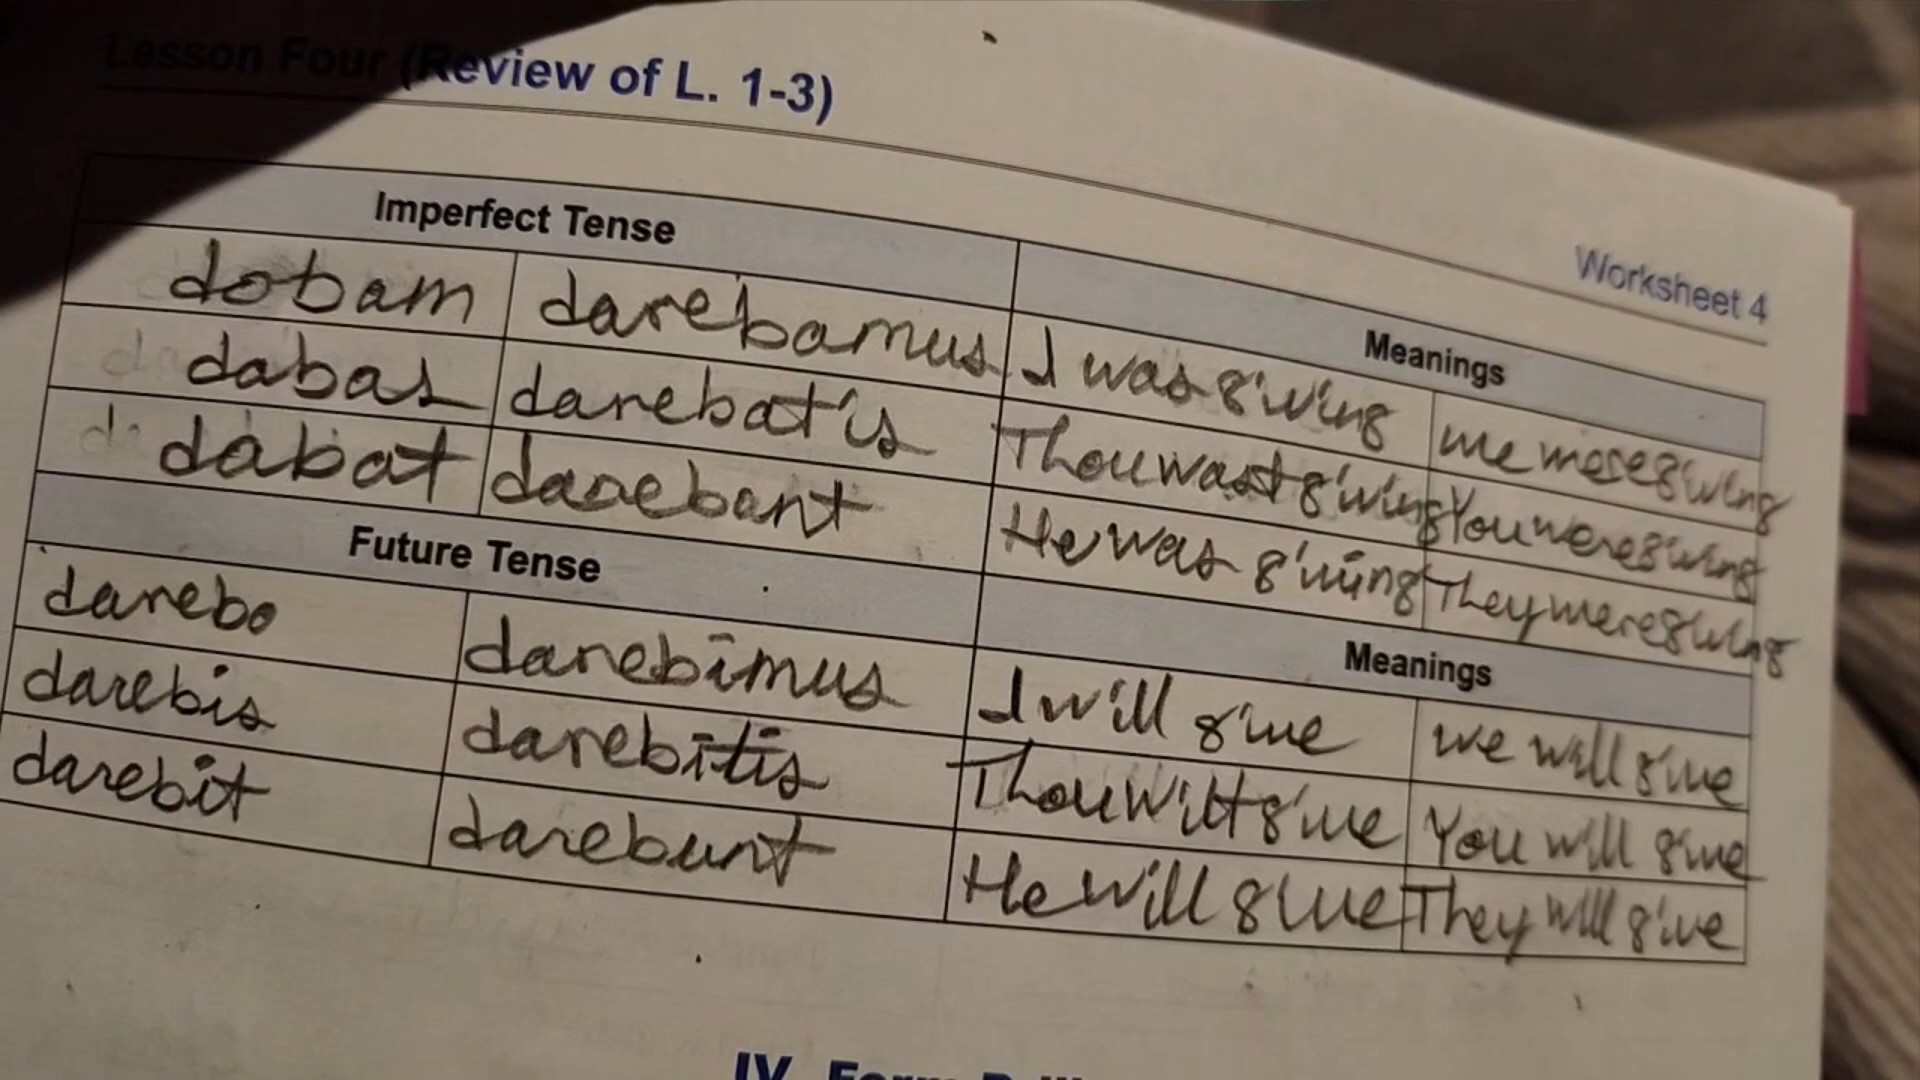 Lesson Four (Review of L. 1-3)
Worksheet 4
Imperfect Tense Meanings
dobam darebamus I was giving we were giving
dabas darebatis Thou wast giving You were giving
dabat darebant He was giving They were giving
Future Tense Meanings
darebo darebimus I will give we will give
darebis darebitis Thou wilt give You will give
darebit darebunt He will give They will give
IV. Form